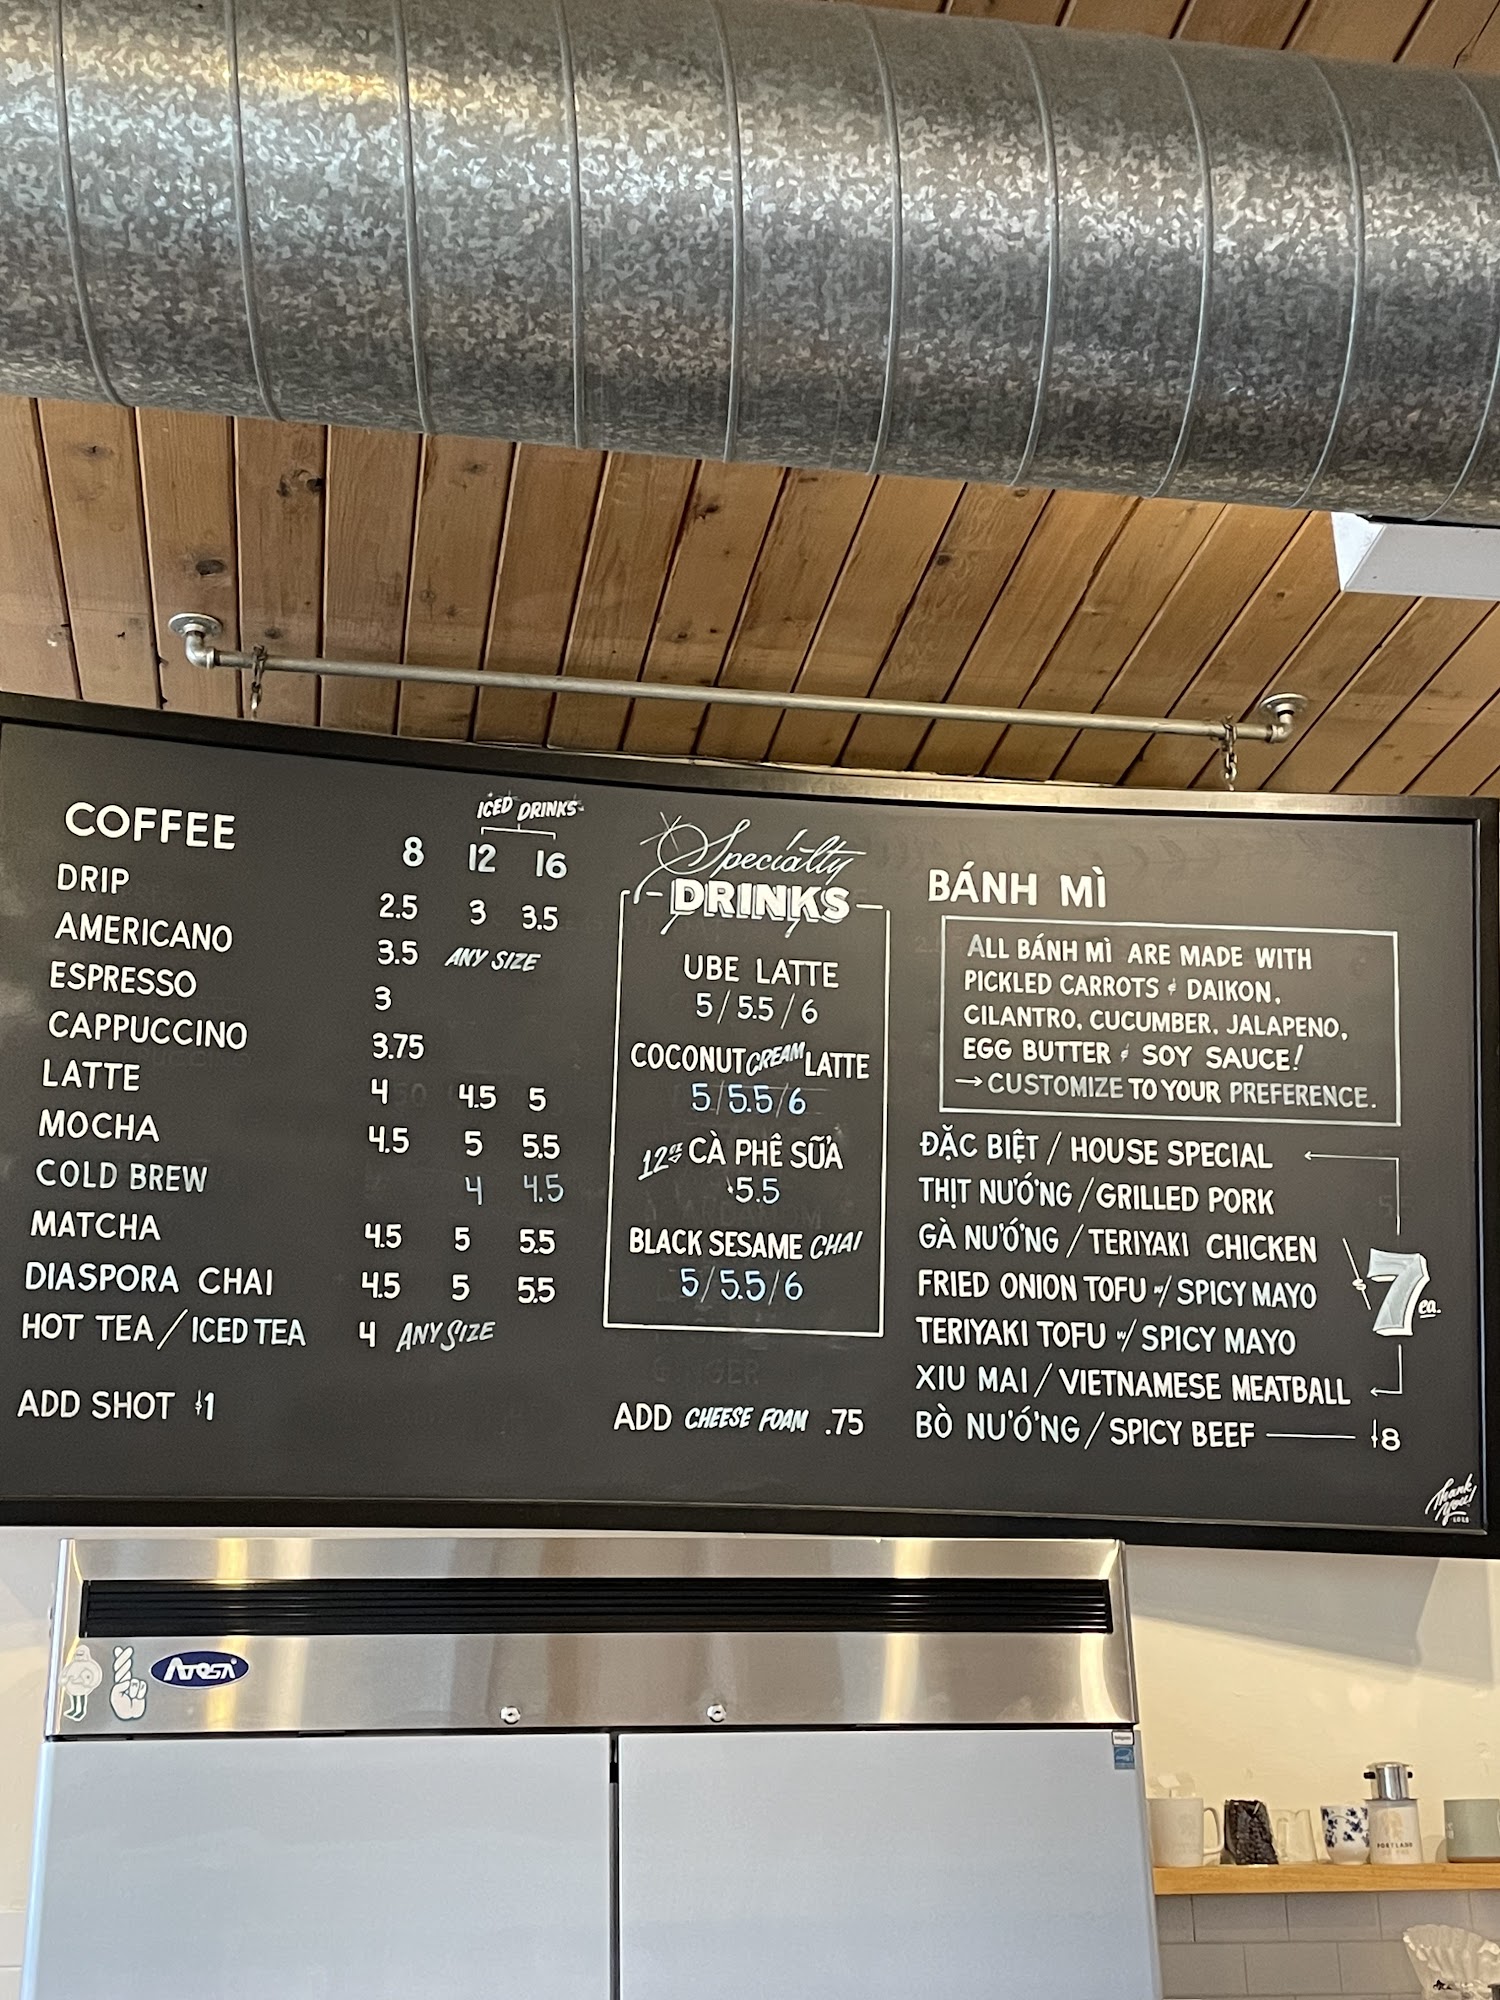 COFFEE
ICED DRINKS
8 12 16
DRIP 2.5 3 3.5
AMERICANO 3.5 ANY SIZE
ESPRESSO 3
CAPPUCCINO 3.75
LATTE 4 4.5 5
MOCHA 4.5 5 5.5
COLD BREW 4 4.5
MATCHA 4.5 5 5.5
DIASPORA CHAI 4.5 5 5.5
HOT TEA / ICED TEA 4 ANY SIZE
ADD SHOT $1
Specialty
DRINKS
UBE LATTE
5 / 5.5 / 6
COCONUT CREAM LATTE
5 / 5.5 / 6
12oz CÀ PHÊ SỮA
5.5
BLACK SESAME CHAI
5 / 5.5 / 6
ADD CHEESE FOAM .75
BÁNH MÌ
ALL BÁNH MÌ ARE MADE WITH
PICKLED CARROTS & DAIKON,
CILANTRO, CUCUMBER, JALAPENO,
EGG BUTTER & SOY SAUCE!
→ CUSTOMIZE TO YOUR PREFERENCE.
ĐẶC BIỆT / HOUSE SPECIAL
THỊT NƯỚNG / GRILLED PORK
GÀ NƯỚNG / TERIYAKI CHICKEN
FRIED ONION TOFU w/ SPICY MAYO
TERIYAKI TOFU w/ SPICY MAYO
XIU MAI / VIETNAMESE MEATBALL
$7 ea.
BÒ NƯỚNG / SPICY BEEF $8
Thank
You!
ATOSA
PORTLAND